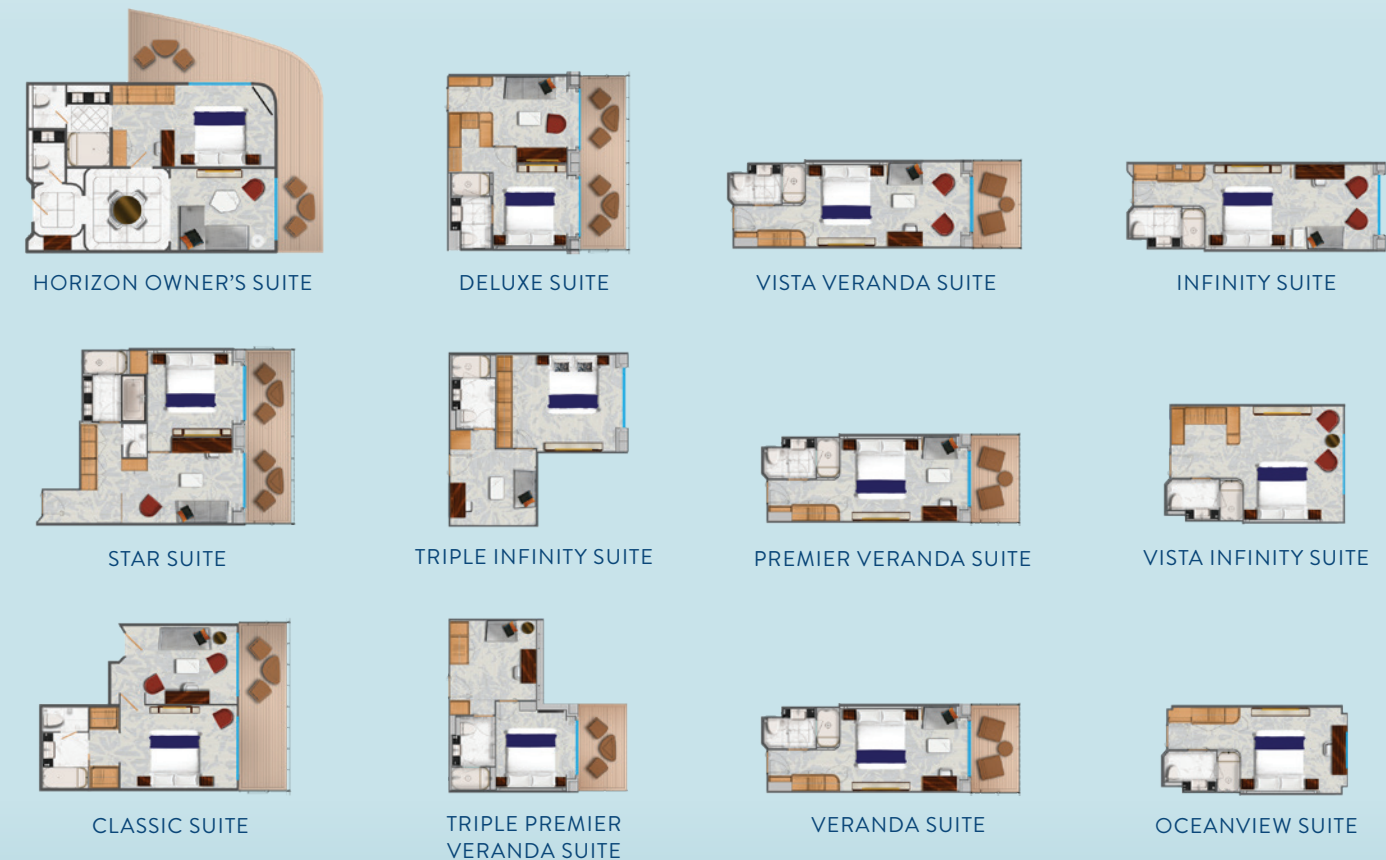 HORIZON OWNER'S SUITE
DELUXE SUITE
VISTA VERANDA SUITE
INFINITY SUITE
STAR SUITE
TRIPLE INFINITY SUITE
PREMIER VERANDA SUITE
VISTA INFINITY SUITE
CLASSIC SUITE
TRIPLE PREMIER
VERANDA SUITE
VERANDA SUITE
OCEANVIEW SUITE